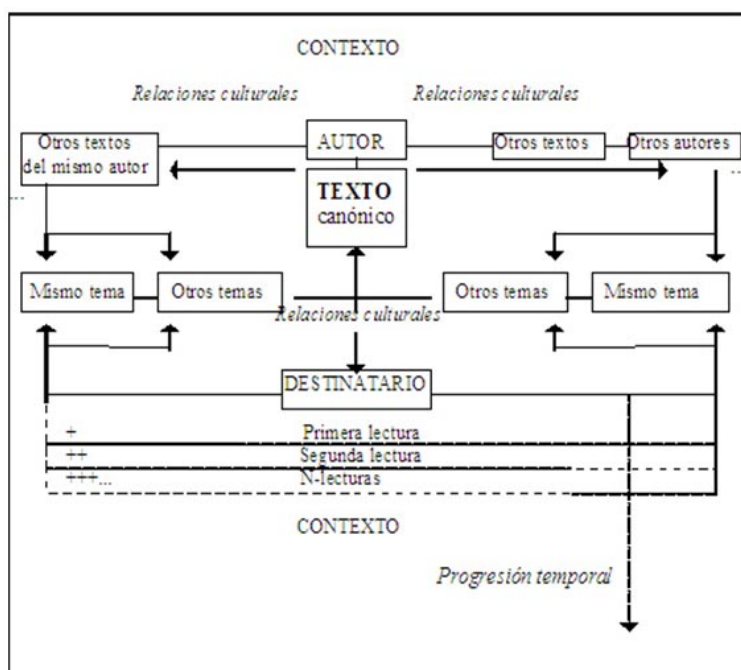 CONTEXTO
Relaciones culturales
Relaciones culturales
Otros textos
del mismo autor
AUTOR
Otros textos
Otros autores
TEXTO
canónico
Mismo tema
Otros temas
Otros temas
Mismo tema
Relaciones culturales
DESTINATARIO
+ Primera lectura
++ Segunda lectura
+++... N-lecturas
CONTEXTO
Progresión temporal